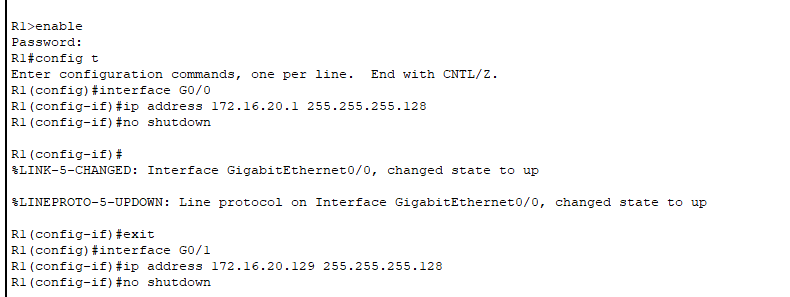 R1>enable
Password:
R1#config t
Enter configuration commands, one per line.  End with CNTL/Z.
R1(config)#interface G0/0
R1(config-if)#ip address 172.16.20.1 255.255.255.128
R1(config-if)#no shutdown
R1(config-if)#
%LINK-5-CHANGED: Interface GigabitEthernet0/0, changed state to up
%LINEPROTO-5-UPDOWN: Line protocol on Interface GigabitEthernet0/0, changed state to up
R1(config-if)#exit
R1(config)#interface G0/1
R1(config-if)#ip address 172.16.20.129 255.255.255.128
R1(config-if)#no shutdown